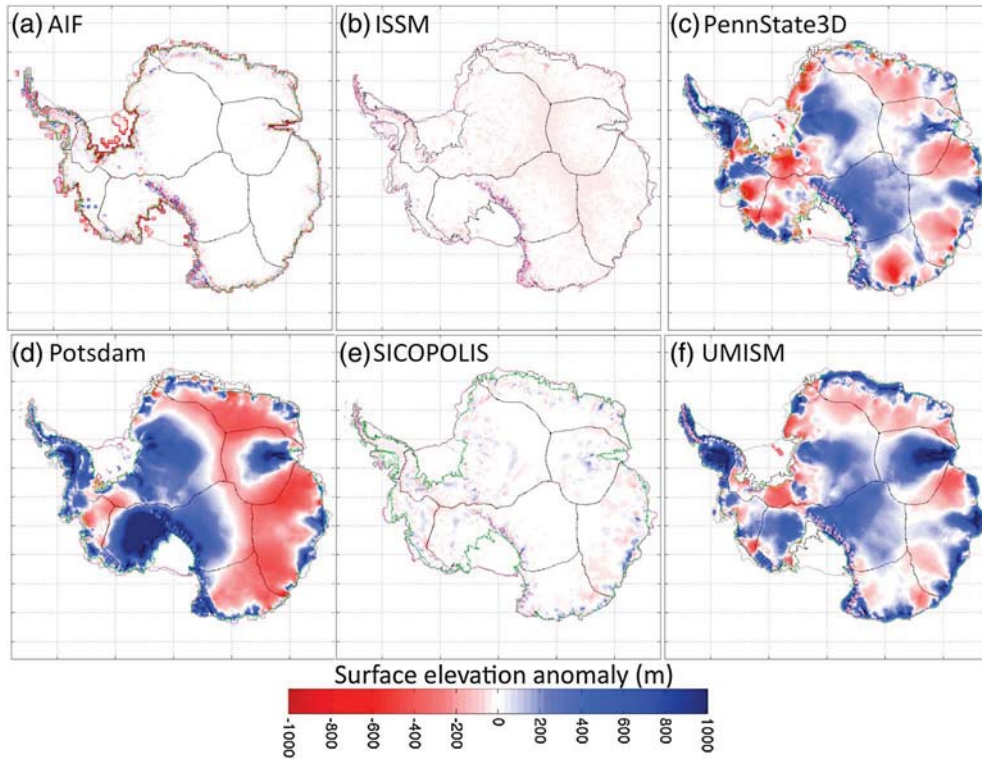 (a) AIF
(b) ISSM
(c) PennState3D
(d) Potsdam
(e) SICOPOLIS
(f) UMISM
Surface elevation anomaly (m)
-1000 -800 -600 -400 -200 0 200 400 600 800 1000